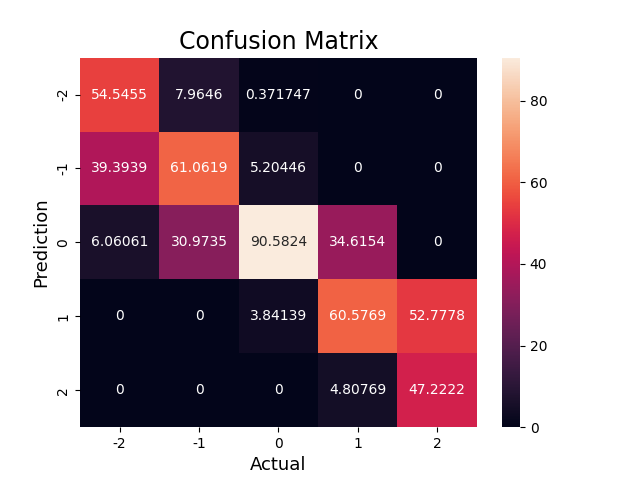 Confusion Matrix
-2 54.5455 7.9646 0.371747 0 0
-1 39.3939 61.0619 5.20446 0 0
0 6.06061 30.9735 90.5824 34.6154 0
1 0 0 3.84139 60.5769 52.7778
2 0 0 0 4.80769 47.2222
-2 -1 0 1 2
Actual
Prediction
80
60
40
20
0